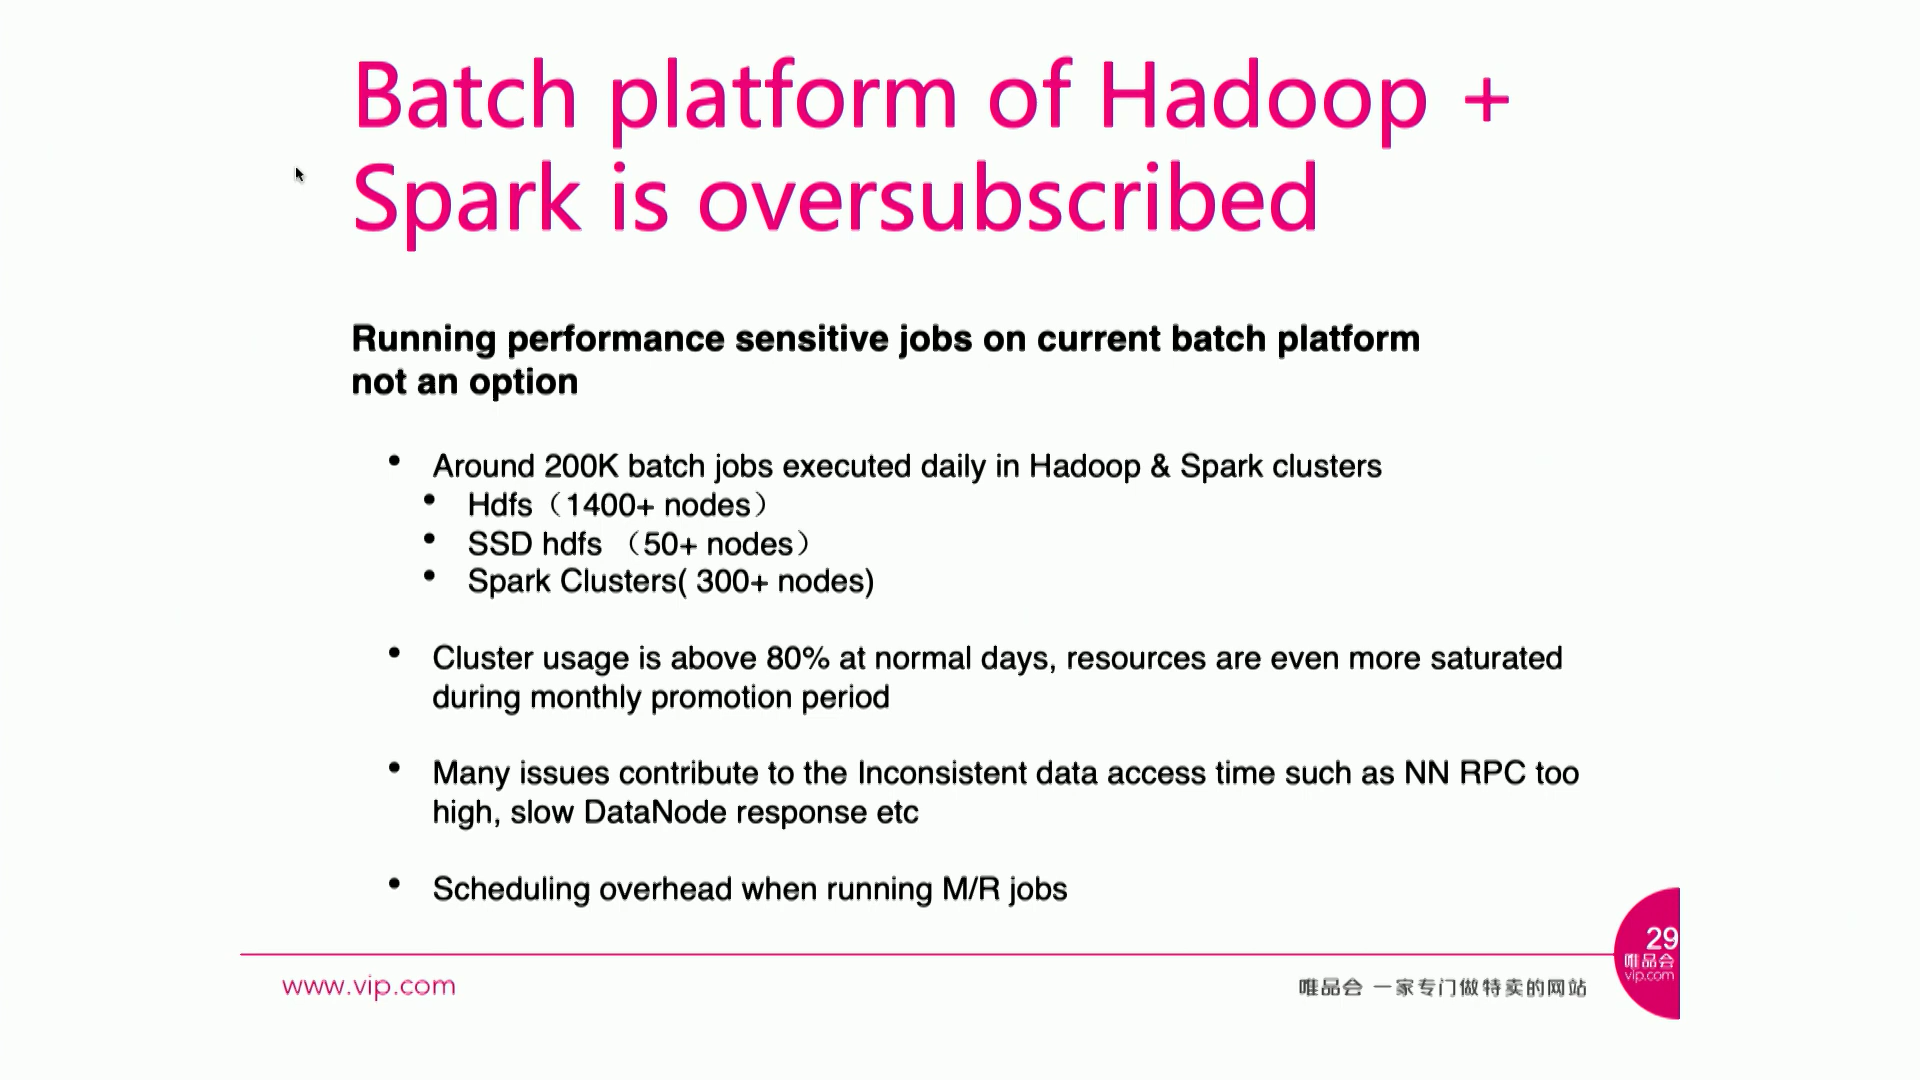 Batch platform of Hadoop +
Spark is oversubscribed
Running performance sensitive jobs on current batch platform
not an option
• Around 200K batch jobs executed daily in Hadoop & Spark clusters
• Hdfs（1400+ nodes）
• SSD hdfs （50+ nodes）
• Spark Clusters( 300+ nodes)
• Cluster usage is above 80% at normal days, resources are even more saturated
during monthly promotion period
• Many issues contribute to the Inconsistent data access time such as NN RPC too
high, slow DataNode response etc
• Scheduling overhead when running M/R jobs
29
唯品会
vip.com
www.vip.com
唯品会 一家专门做特卖的网站